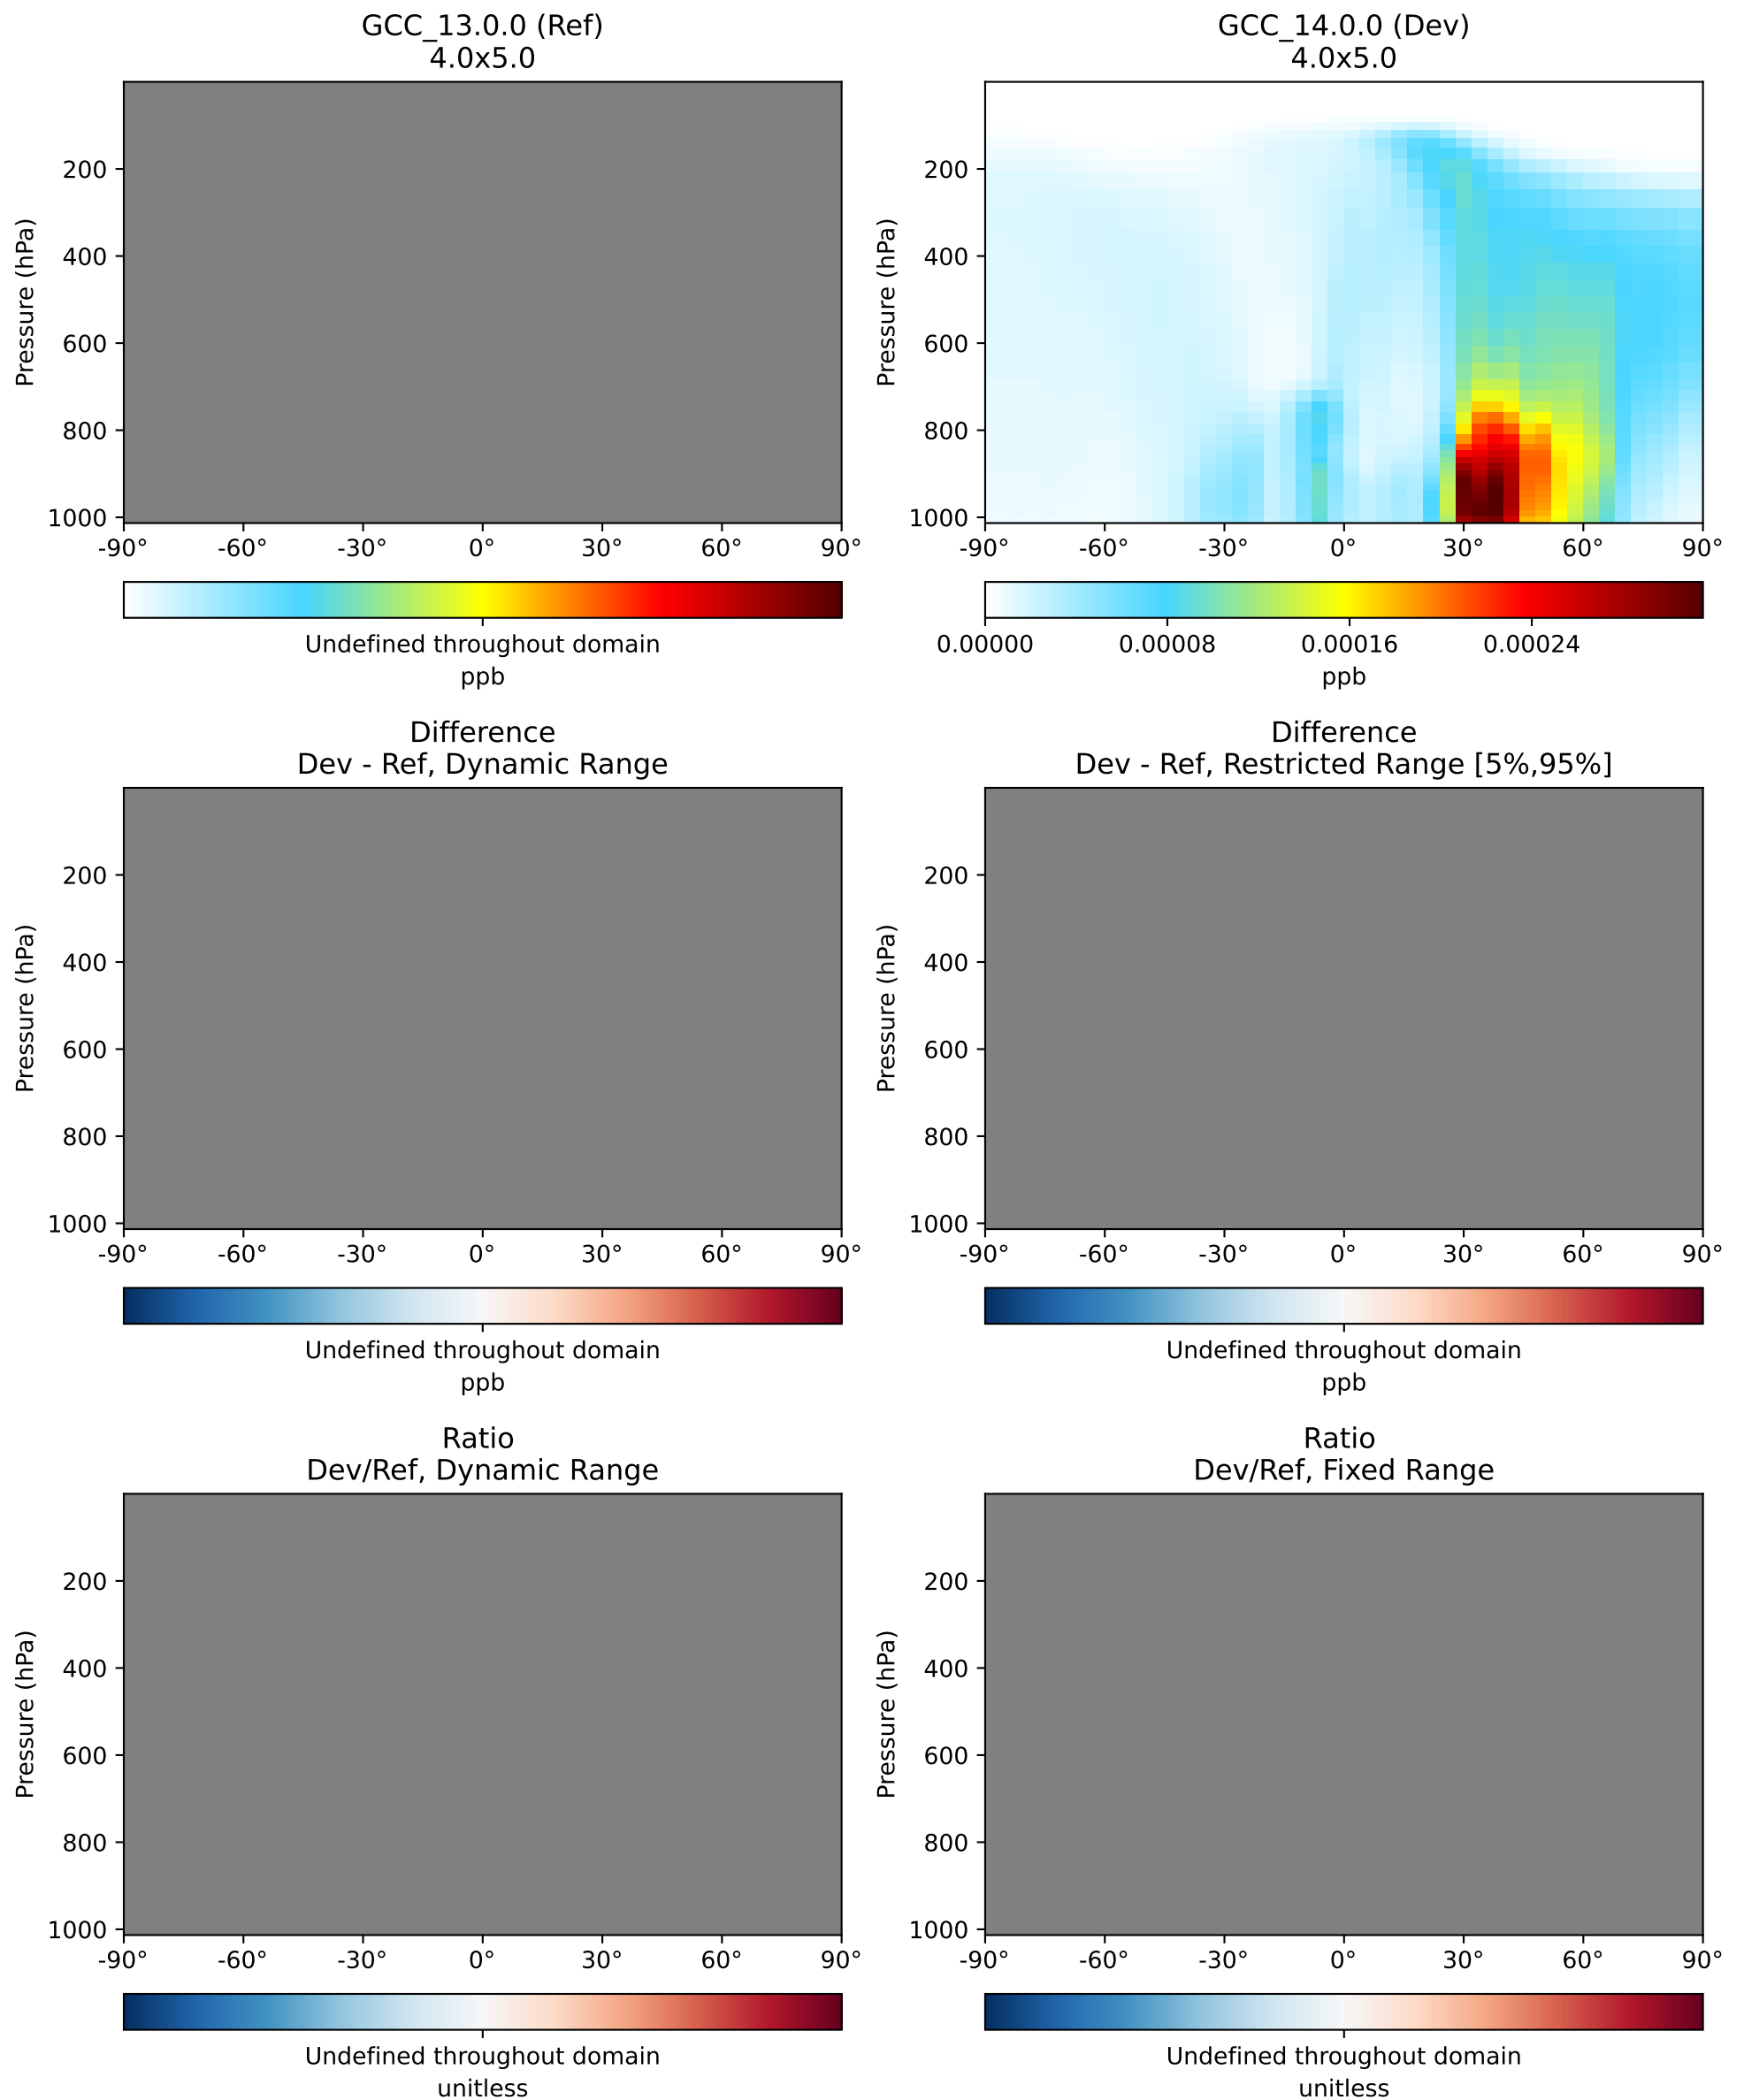 GCC_13.0.0 (Ref)
4.0x5.0
Pressure (hPa)
200
400
600
800
1000
-90° -60° -30° 0° 30° 60° 90°
Undefined throughout domain
ppb
GCC_14.0.0 (Dev)
4.0x5.0
Pressure (hPa)
200
400
600
800
1000
-90° -60° -30° 0° 30° 60° 90°
0.00000 0.00008 0.00016 0.00024
ppb
Difference
Dev - Ref, Dynamic Range
Pressure (hPa)
200
400
600
800
1000
-90° -60° -30° 0° 30° 60° 90°
Undefined throughout domain
ppb
Difference
Dev - Ref, Restricted Range [5%,95%]
Pressure (hPa)
200
400
600
800
1000
-90° -60° -30° 0° 30° 60° 90°
Undefined throughout domain
ppb
Ratio
Dev/Ref, Dynamic Range
Pressure (hPa)
200
400
600
800
1000
-90° -60° -30° 0° 30° 60° 90°
Undefined throughout domain
unitless
Ratio
Dev/Ref, Fixed Range
Pressure (hPa)
200
400
600
800
1000
-90° -60° -30° 0° 30° 60° 90°
Undefined throughout domain
unitless